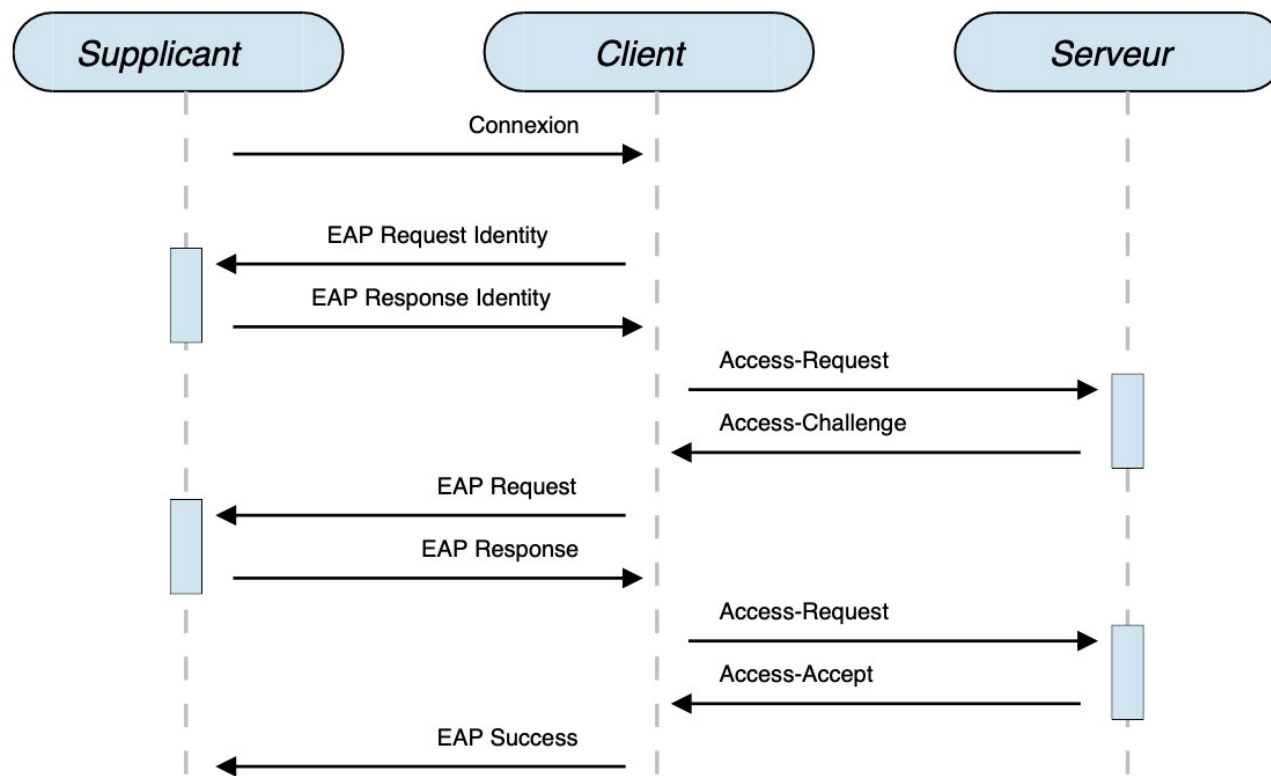 Supplicant
Client
Serveur
Connexion
EAP Request Identity
EAP Response Identity
Access-Request
Access-Challenge
EAP Request
EAP Response
Access-Request
Access-Accept
EAP Success